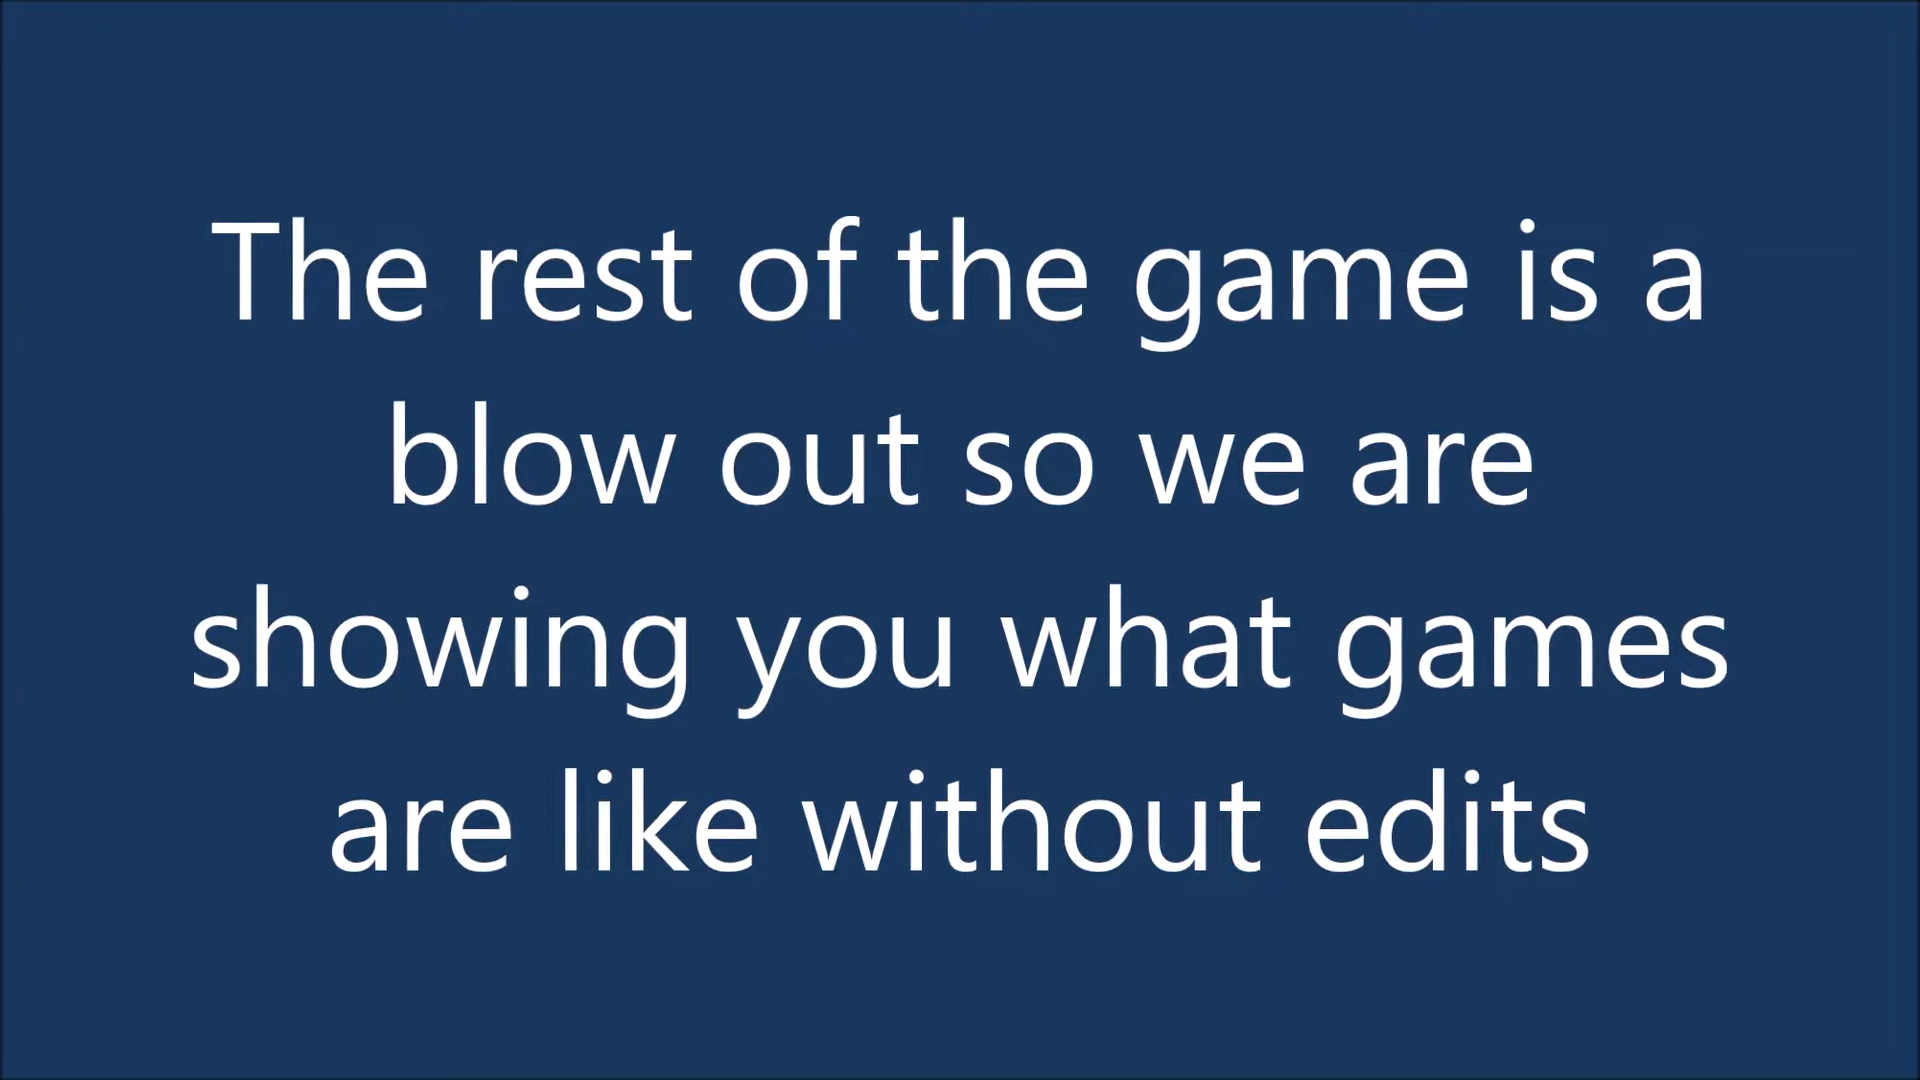 The rest of the game is a
blow out so we are
showing you what games
are like without edits